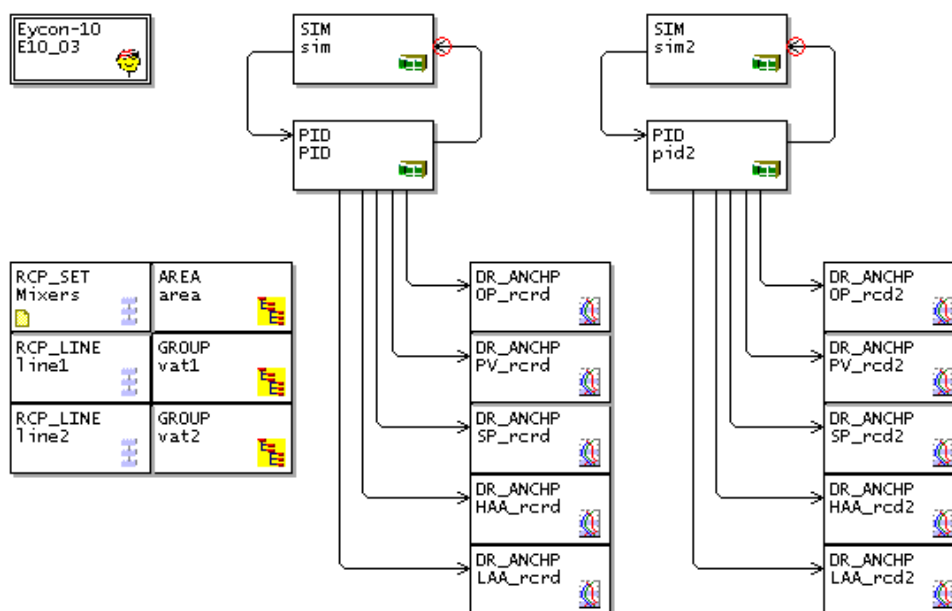 Eycon-10
E10_03
SIM
sim
SIM
sim2
PID
PID
PID
pid2
RCP_SET
Mixers
AREA
area
RCP_LINE
line1
GROUP
vat1
RCP_LINE
line2
GROUP
vat2
DR_ANCHP
OP_rcrd
DR_ANCHP
PV_rcrd
DR_ANCHP
SP_rcrd
DR_ANCHP
HAA_rcrd
DR_ANCHP
LAA_rcrd
DR_ANCHP
OP_rcd2
DR_ANCHP
PV_rcd2
DR_ANCHP
SP_rcd2
DR_ANCHP
HAA_rcd2
DR_ANCHP
LAA_rcd2